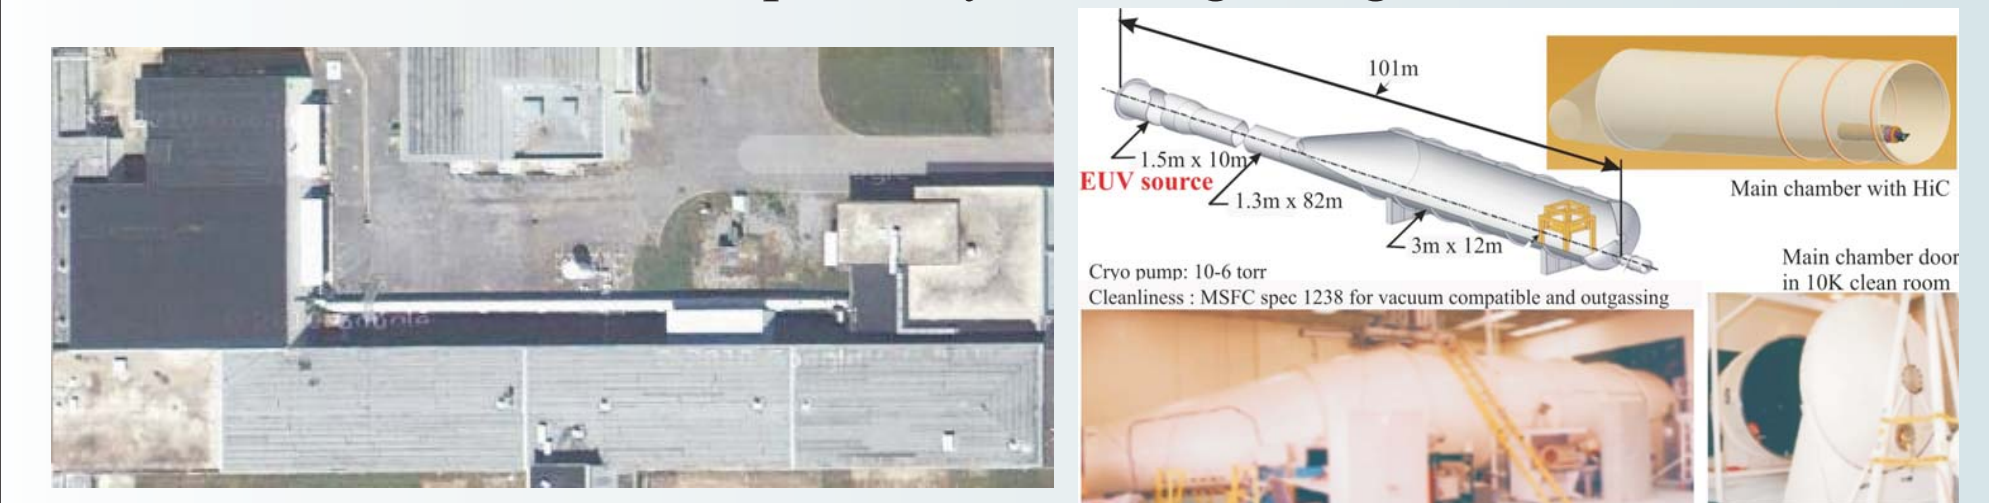 101m
1.5m x 10m
EUV source
1.3m x 82m
3m x 12m
Main chamber with HiC
Cryo pump: 10-6 torr
Cleanliness : MSFC spec 1238 for vacuum compatible and outgassing
Main chamber door
in 10K clean room